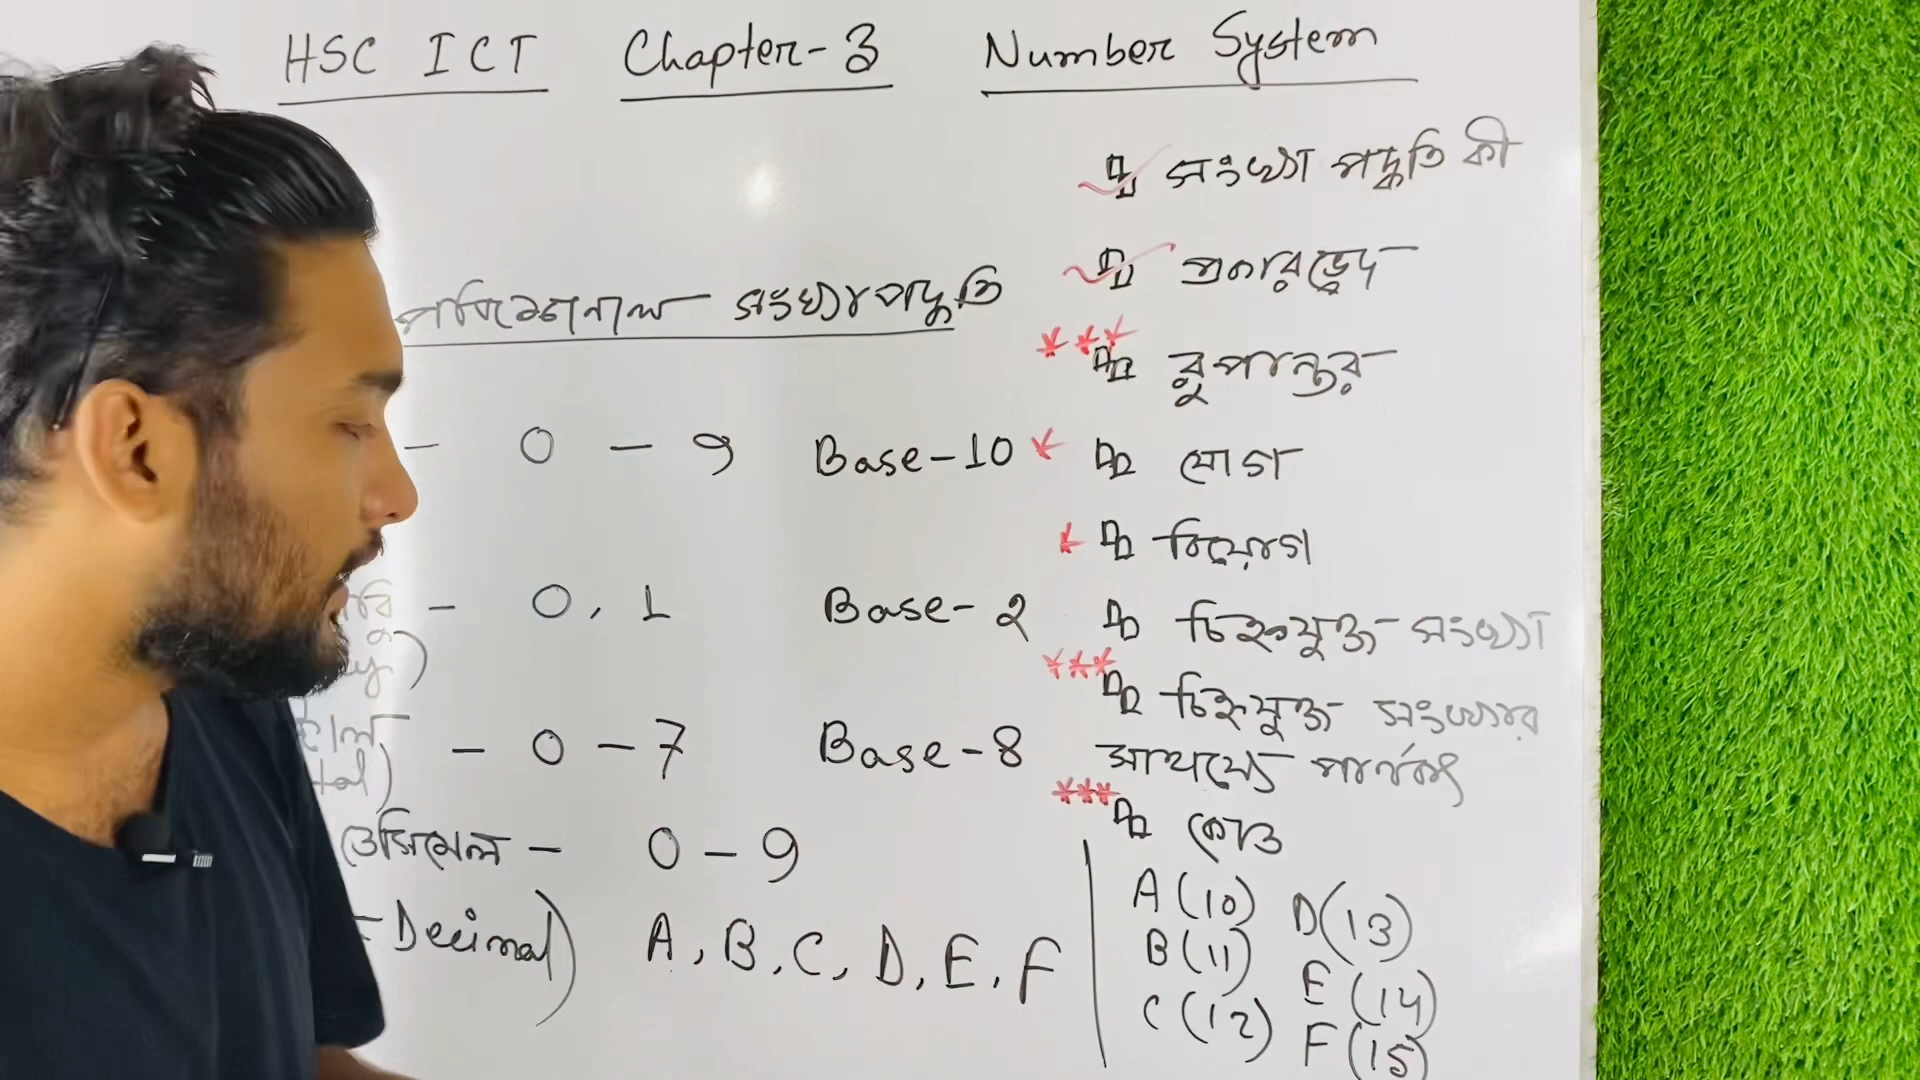 HSC ICT Chapter-3 Number System
সংখ্যা পদ্ধতি কী
প্রকারভেদ
রুপান্তর
যোগ
বিয়োগ
চিহ্নযুক্ত সংখ্যা
চিহ্নযুক্ত সংখ্যার
সাহায্যে পার্থক্য
কোড
পজিশনাল সংখ্যা পদ্ধতি
- 0 - 9 Base-10
- 0, 1 Base-2
- 0 - 7 Base-8
ডেসিমেল - 0 - 9
Decimal) A, B, C, D, E, F
A (10) D (13)
B (11) E (14)
C (12) F (15)